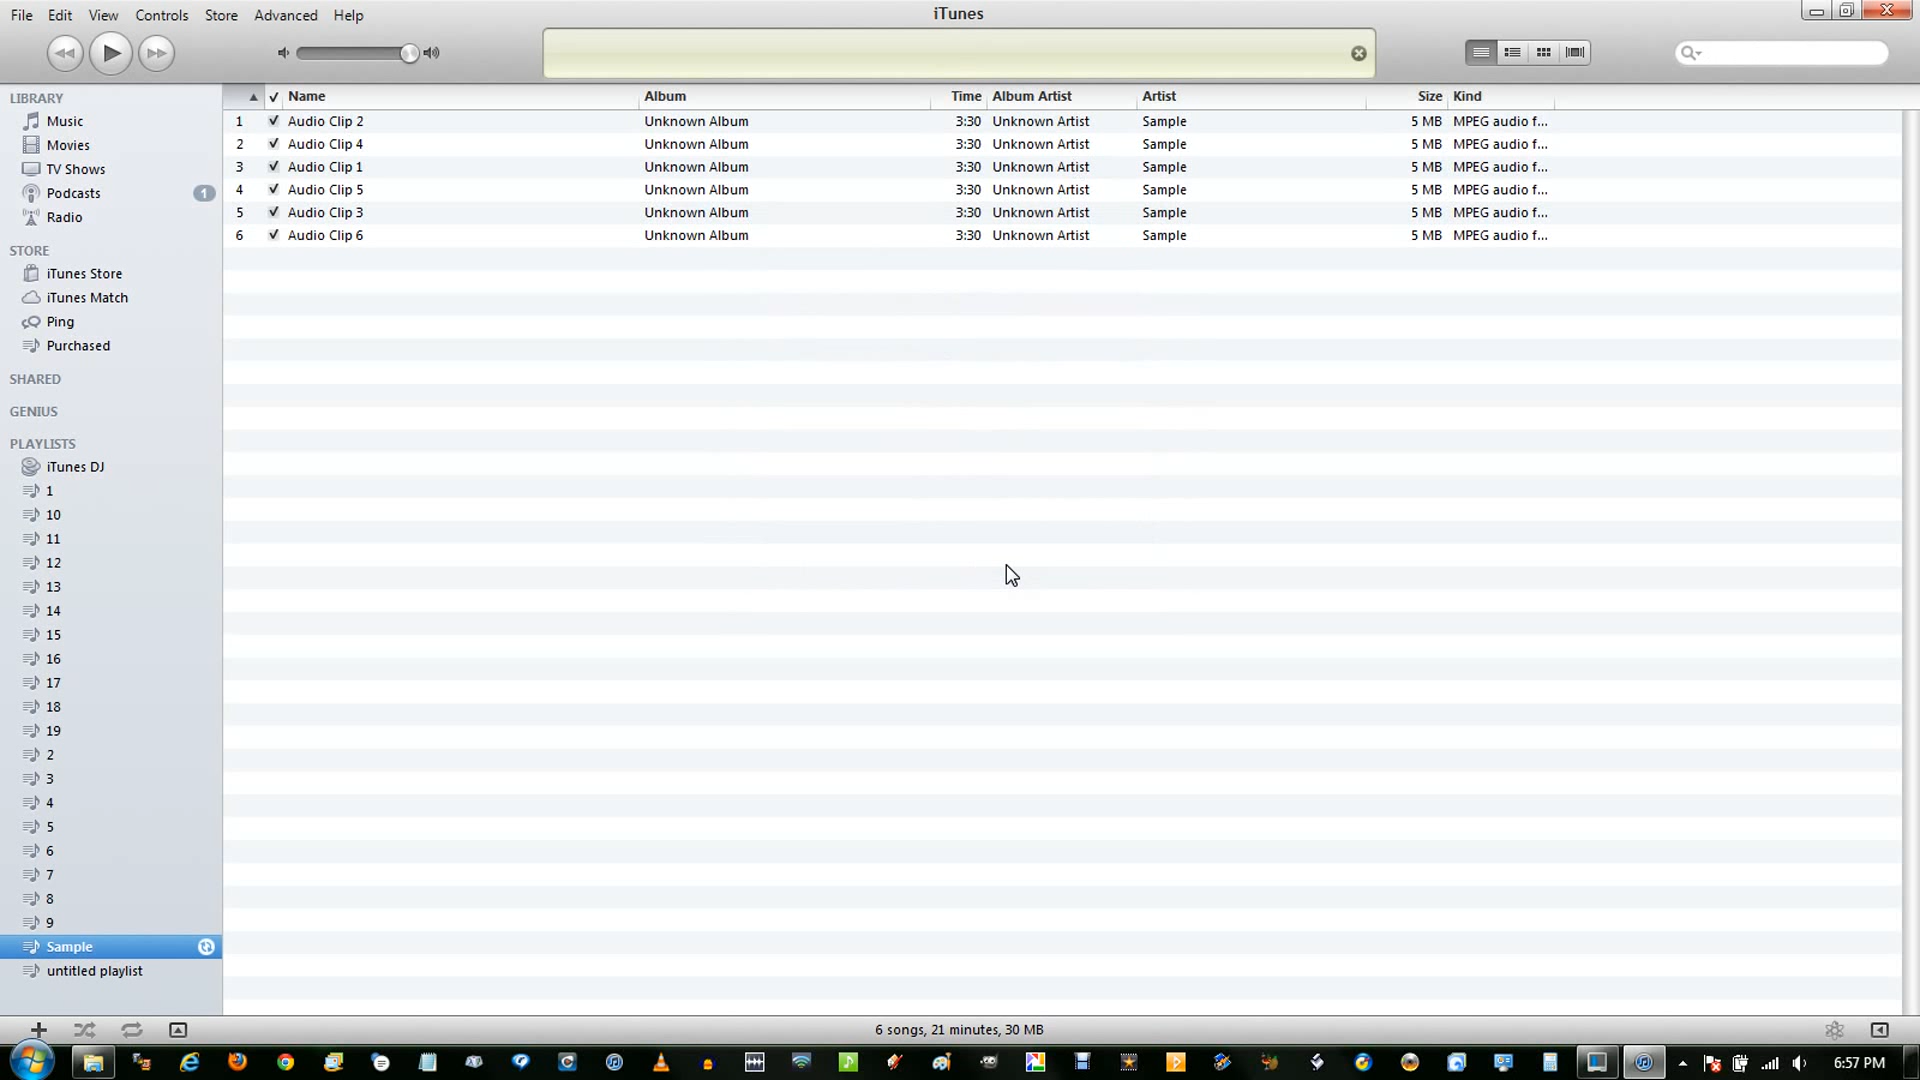 File Edit View Controls Store Advanced Help
iTunes
LIBRARY
Music
Movies
TV Shows
Podcasts 1
Radio
STORE
iTunes Store
iTunes Match
Ping
Purchased
SHARED
GENIUS
PLAYLISTS
iTunes DJ
1
10
11
12
13
14
15
16
17
18
19
2
3
4
5
6
7
8
9
Sample
untitled playlist
Name Album Time Album Artist Artist Size Kind
1 Audio Clip 2 Unknown Album 3:30 Unknown Artist Sample 5 MB MPEG audio f...
2 Audio Clip 4 Unknown Album 3:30 Unknown Artist Sample 5 MB MPEG audio f...
3 Audio Clip 1 Unknown Album 3:30 Unknown Artist Sample 5 MB MPEG audio f...
4 Audio Clip 5 Unknown Album 3:30 Unknown Artist Sample 5 MB MPEG audio f...
5 Audio Clip 3 Unknown Album 3:30 Unknown Artist Sample 5 MB MPEG audio f...
6 Audio Clip 6 Unknown Album 3:30 Unknown Artist Sample 5 MB MPEG audio f...
6 songs, 21 minutes, 30 MB
6:57 PM